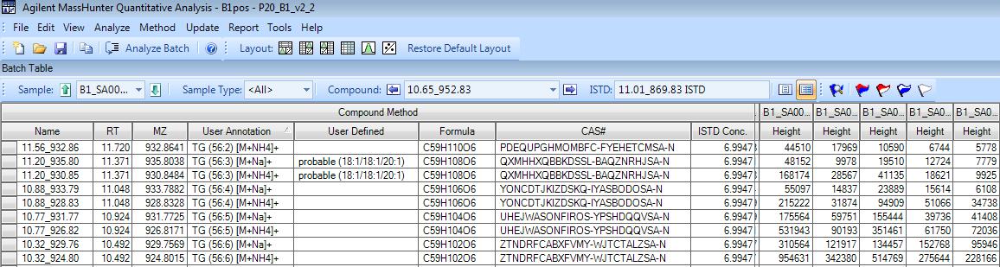 Agilent MassHunter Quantitative Analysis - B1pos - P20_B1_v2_2
File Edit View Analyze Method Update Report Tools Help
Analyze Batch Layout: Restore Default Layout
Batch Table
Sample: B1_SA00... Sample Type: <All> Compound: 10.65_952.83 ISTD: 11.01_869.83 ISTD
Compound Method B1_SA00... B1_SA00... B1_SA00... B1_SA00... B1_SA0...
Name RT MZ User Annotation User Defined Formula CAS# ISTD Conc. Height Height Height Height Height
11.56_932.86 11.720 932.8641 TG (56:2) [M+NH4]+ C59H110O6 PDEQUPGHMOMBFC-FYEHETCMSA-N 6.9947 44510 17969 10590 6744 5778
11.20_935.80 11.371 935.8038 TG (56:3) [M+Na]+ probable (18:1/18:1/20:1) C59H108O6 QXMHHXQBBKDSSL-BAQZNRHJSA-N 6.9947 48152 9978 19510 12724 7779
11.20_930.85 11.371 930.8484 TG (56:3) [M+NH4]+ probable (18:1/18:1/20:1) C59H108O6 QXMHHXQBBKDSSL-BAQZNRHJSA-N 6.9947 168174 28567 41135 18621 9925
10.88_933.79 11.048 933.7882 TG (56:4) [M+Na]+ C59H106O6 YONCDTJKIZDSKQ-IYASBODOSA-N 6.9947 55097 14837 23889 15614 6108
10.88_928.83 11.048 928.8328 TG (56:4) [M+NH4]+ C59H106O6 YONCDTJKIZDSKQ-IYASBODOSA-N 6.9947 215222 31874 94909 51066 34738
10.77_931.77 10.924 931.7725 TG (56:5) [M+Na]+ C59H104O6 UHEJWASONFIROS-YPSHDQQVSA-N 6.9947 175564 59751 155444 39736 41408
10.77_926.82 10.924 926.8171 TG (56:5) [M+NH4]+ C59H104O6 UHEJWASONFIROS-YPSHDQQVSA-N 6.9947 531943 90193 351461 61750 72036
10.32_929.76 10.492 929.7569 TG (56:6) [M+Na]+ C59H102O6 ZTNDRFCABXFVMY-WJTCTALZSA-N 6.9947 310564 121917 134457 152768 95946
10.32_924.80 10.492 924.8015 TG (56:6) [M+NH4]+ C59H102O6 ZTNDRFCABXFVMY-WJTCTALZSA-N 6.9947 954631 342380 514769 275644 228166